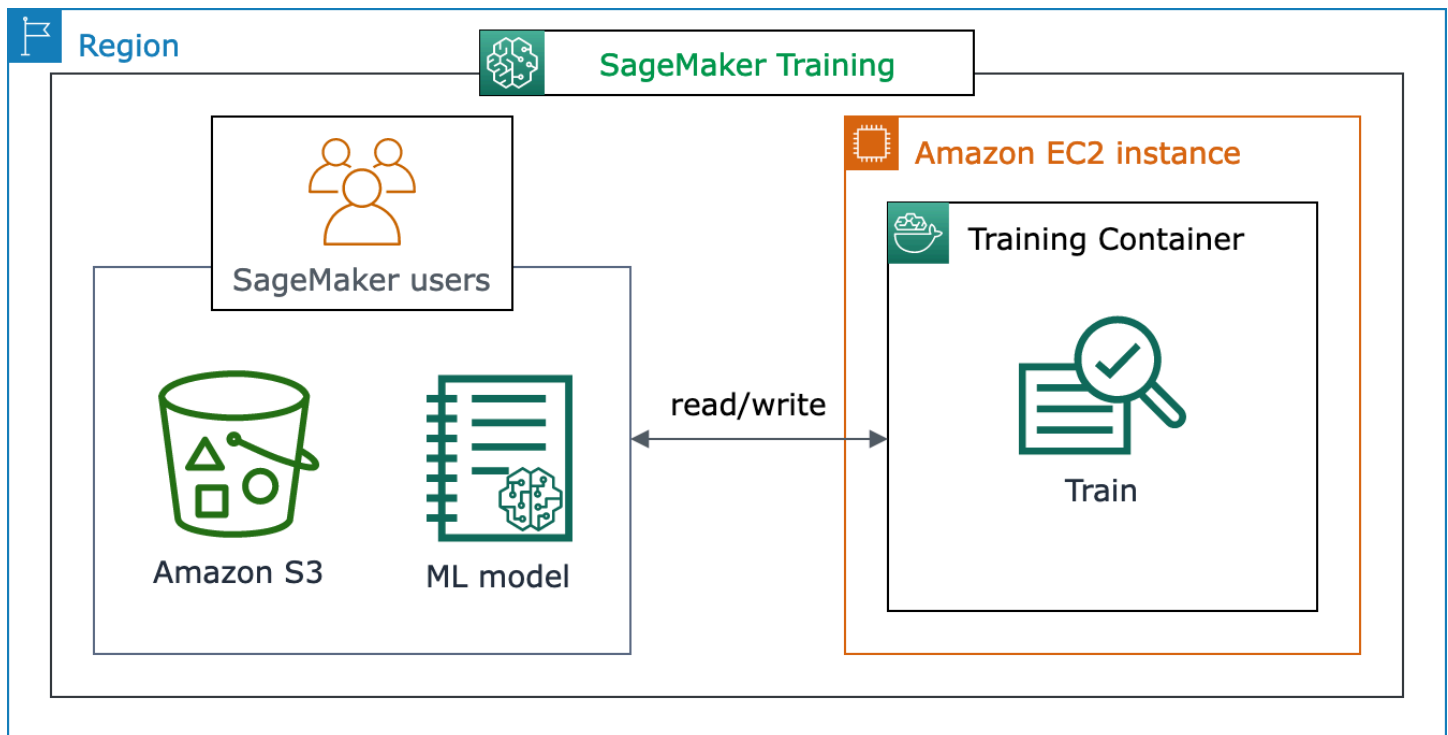 Region
SageMaker Training
SageMaker users
Amazon S3
ML model
read/write
Amazon EC2 instance
Training Container
Train